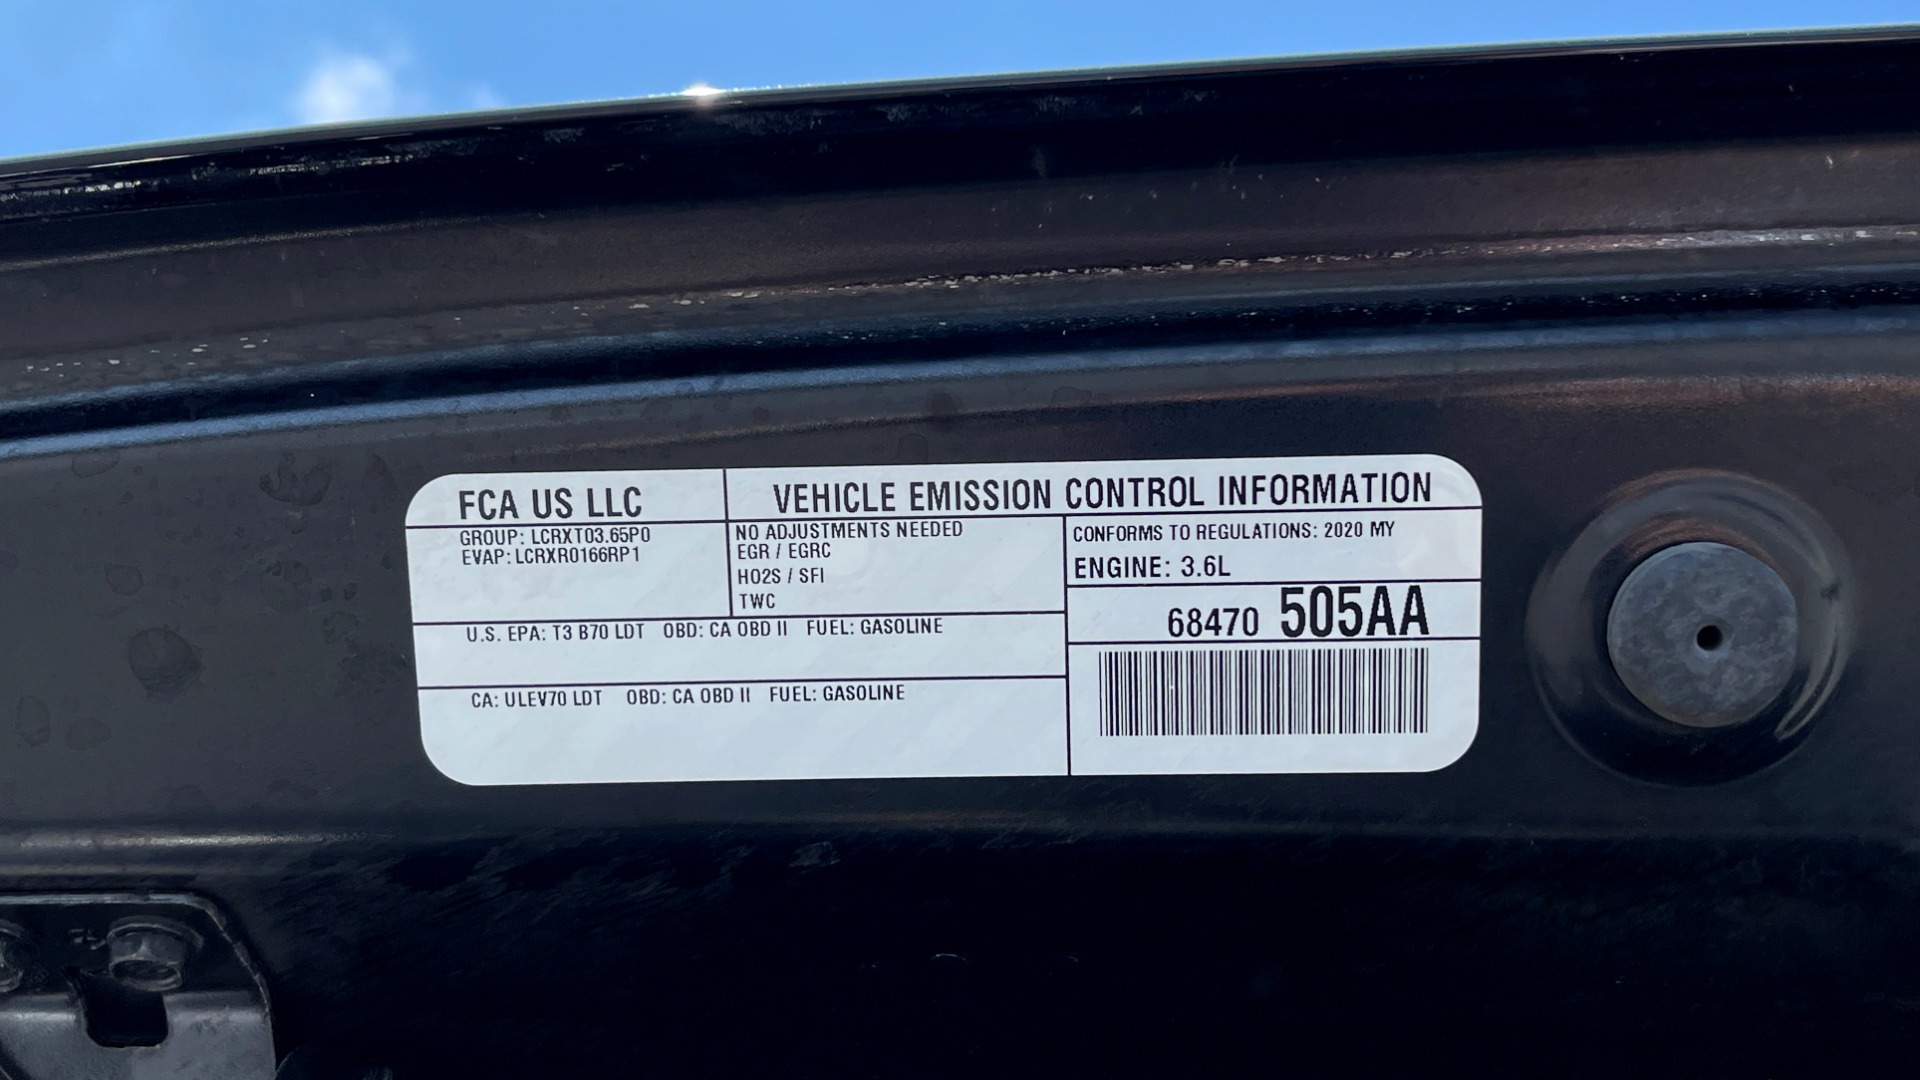 FCA US LLC
VEHICLE EMISSION CONTROL INFORMATION
GROUP: LCRXT03.65P0
EVAP: LCRXR0166RP1
NO ADJUSTMENTS NEEDED
EGR / EGRC
HO2S / SFI
TWC
CONFORMS TO REGULATIONS: 2020 MY
ENGINE: 3.6L
68470 505AA
U.S. EPA: T3 B70 LDT OBD: CA OBD II FUEL: GASOLINE
CA: ULEV70 LDT OBD: CA OBD II FUEL: GASOLINE